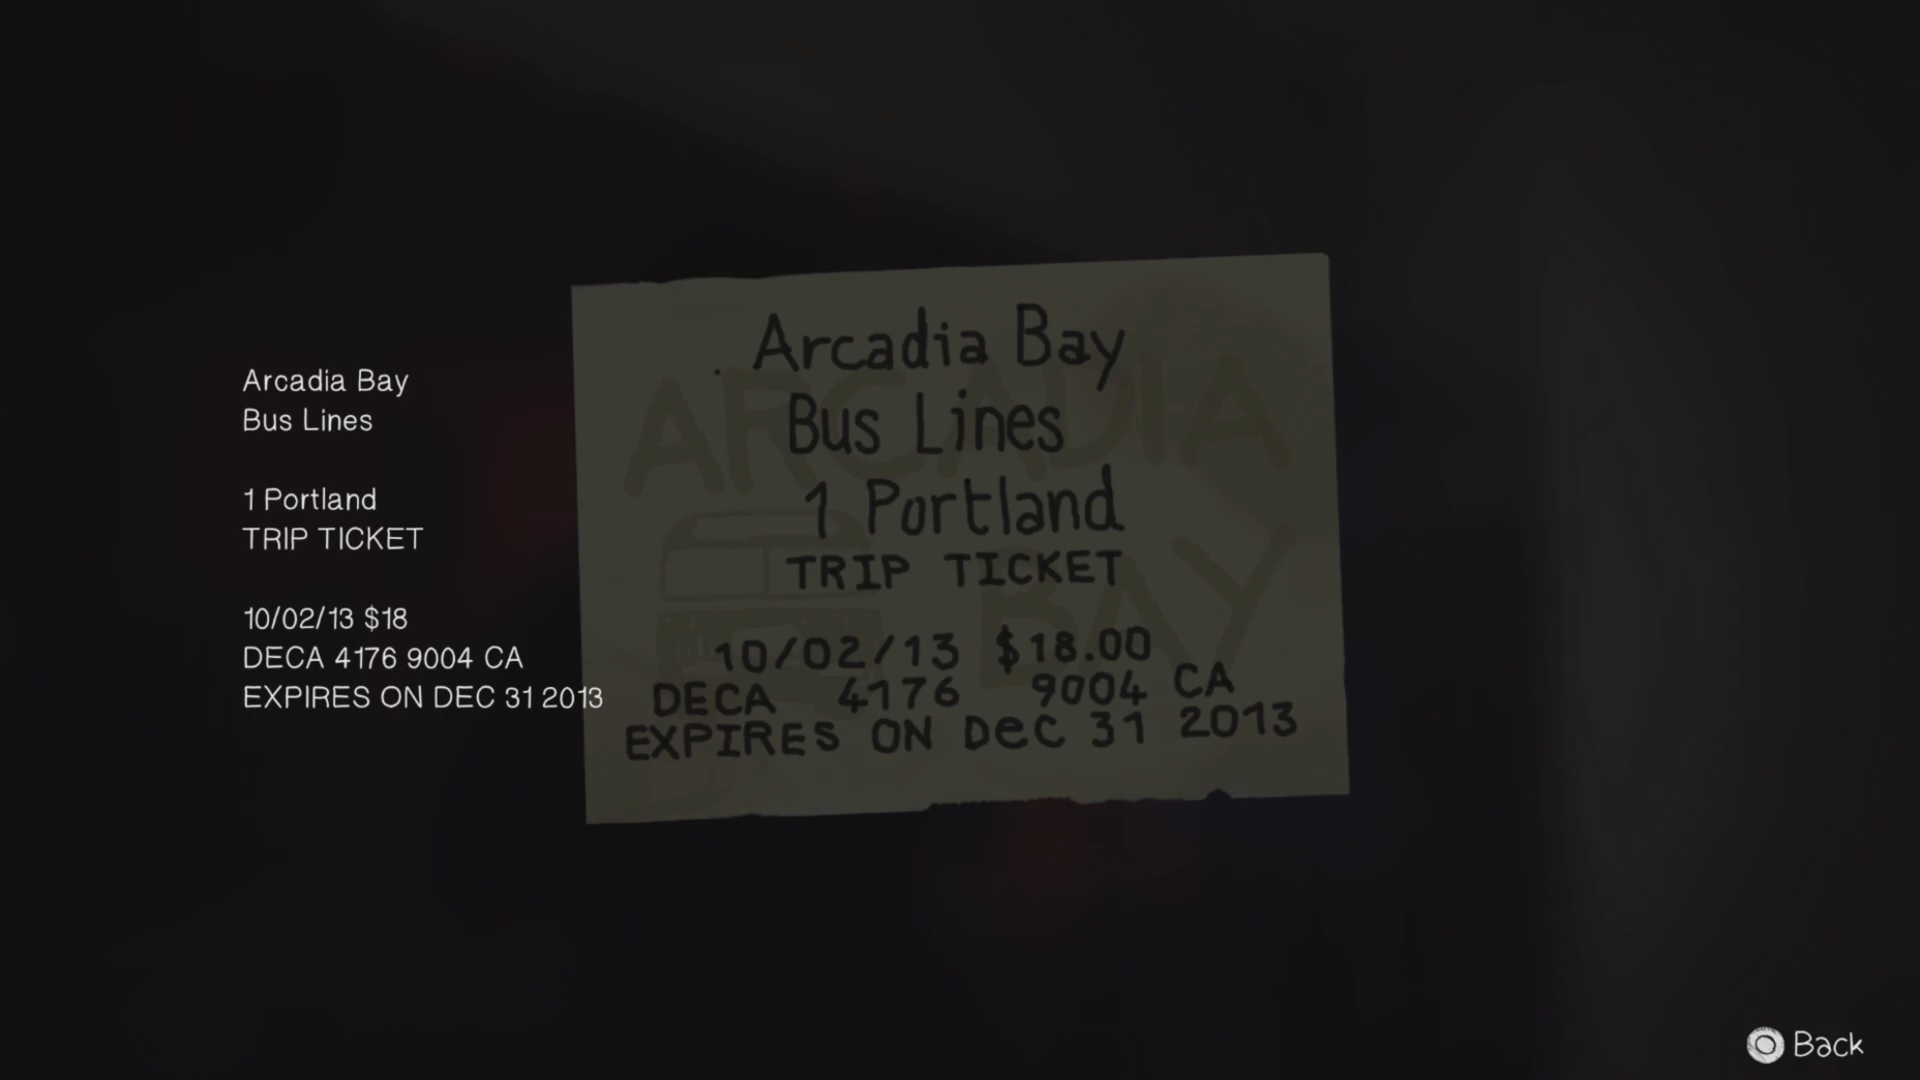 Arcadia Bay
Bus Lines
1 Portland
TRIP TICKET
10/02/13 $18
DECA 4176 9004 CA
EXPIRES ON DEC 31 2013
ARCADIA
BAY
. Arcadia Bay
Bus Lines
1 Portland
TRIP TICKET
10/02/13 $18.00
DECA 4176 9004 CA
EXPIRES ON DeC 31 2013
Back